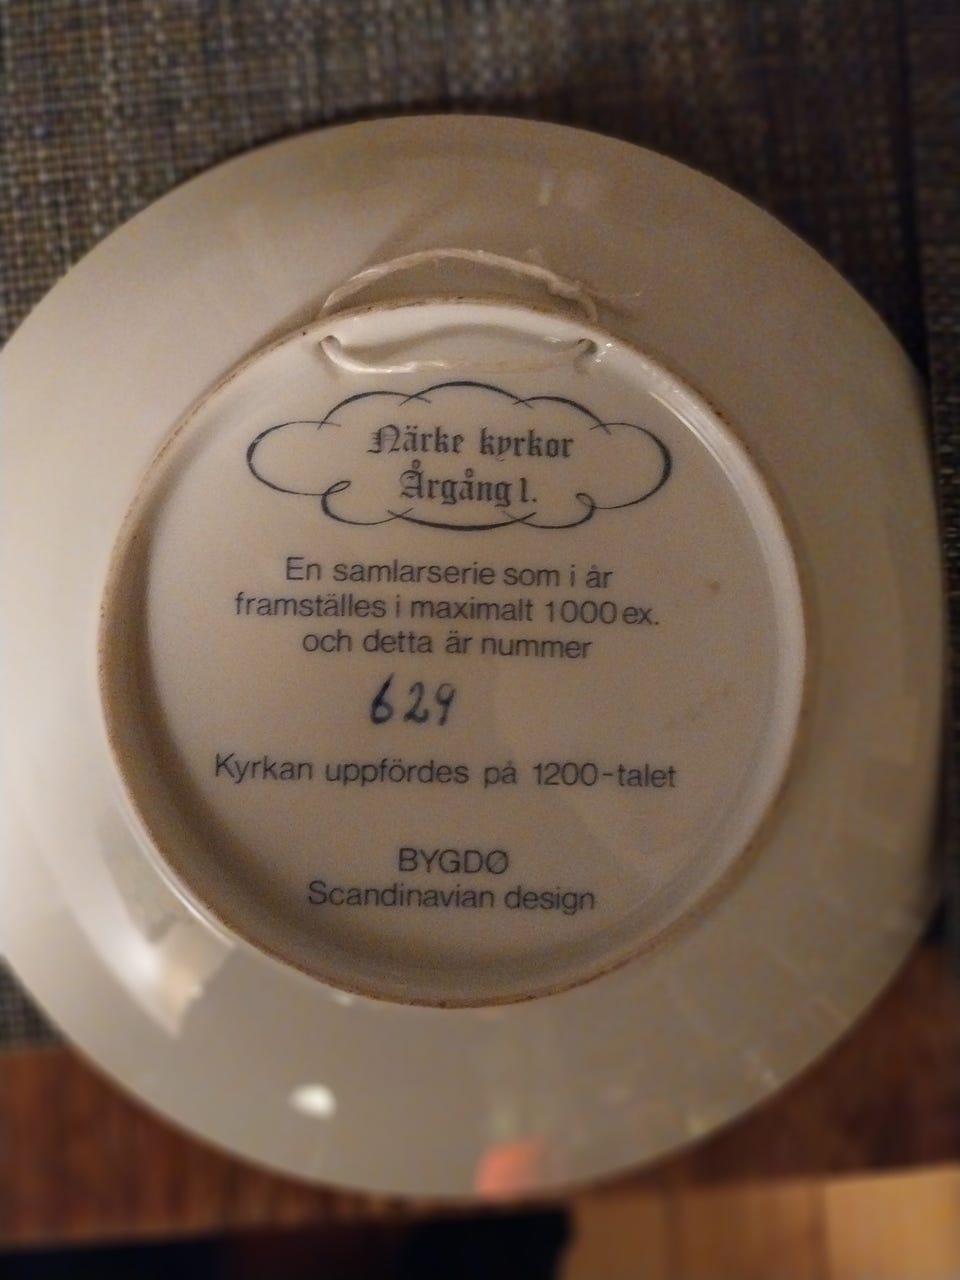 Närke kyrkor
Årgång 1.
En samlarserie som i år
framställes i maximalt 1000 ex.
och detta är nummer
629
Kyrkan uppfördes på 1200-talet
BYGDØ
Scandinavian design